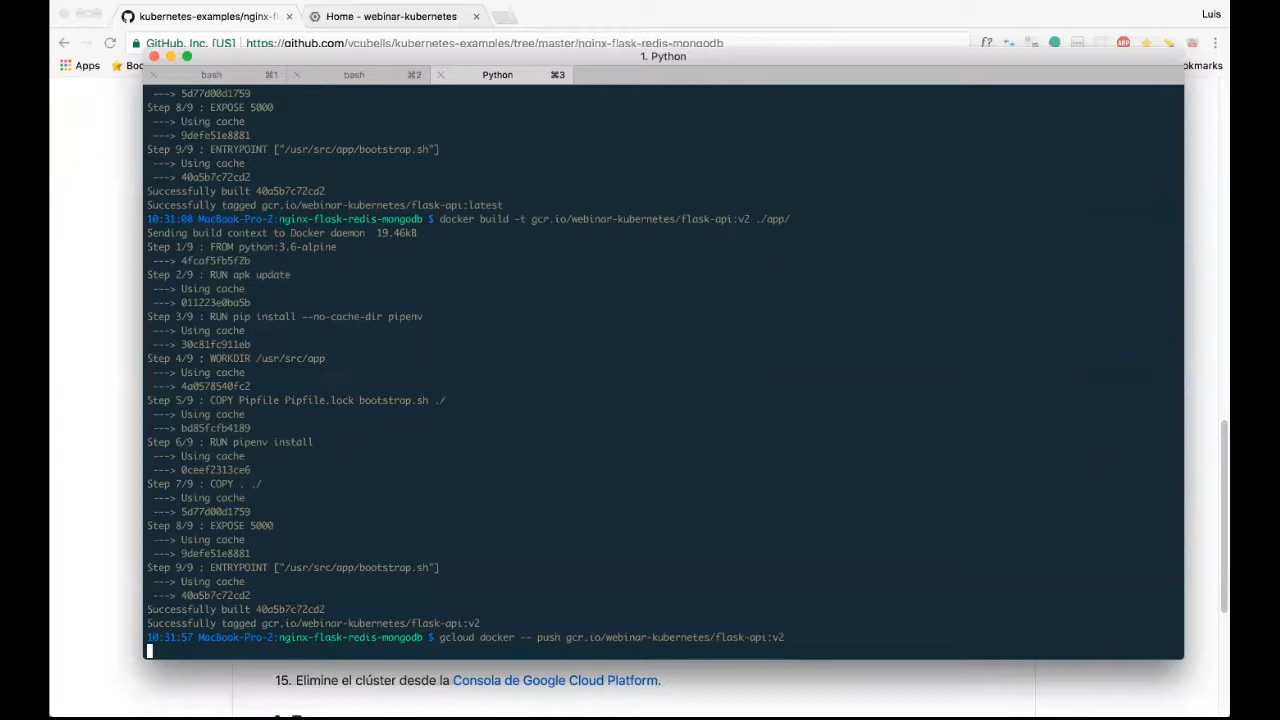 kubernetes-examples/nginx-fl
Home - webinar-kubernetes
Luis
GitHub, Inc. [US] https://github.com/vcubells/kubernetes-examples/tree/master/nginx-flask-redis-mongodb
Apps
1. Python
bash ⌘1 bash ⌘2 Python ⌘3
---> 5d77d00d1759
Step 8/9 : EXPOSE 5000
---> Using cache
---> 9defe51e8881
Step 9/9 : ENTRYPOINT ["/usr/src/app/bootstrap.sh"]
---> Using cache
---> 40a5b7c72cd2
Successfully built 40a5b7c72cd2
Successfully tagged gcr.io/webinar-kubernetes/flask-api:latest
10:31:08 MacBook-Pro-2:nginx-flask-redis-mongodb $ docker build -t gcr.io/webinar-kubernetes/flask-api:v2 ./app/
Sending build context to Docker daemon 19.46kB
Step 1/9 : FROM python:3.6-alpine
---> 4fcaf5fb5f2b
Step 2/9 : RUN apk update
---> Using cache
---> 011223e0ba5b
Step 3/9 : RUN pip install --no-cache-dir pipenv
---> Using cache
---> 30c81fc911eb
Step 4/9 : WORKDIR /usr/src/app
---> Using cache
---> 4a0578540fc2
Step 5/9 : COPY Pipfile Pipfile.lock bootstrap.sh ./
---> Using cache
---> bd85fcfb4189
Step 6/9 : RUN pipenv install
---> Using cache
---> 0ceef2313ce6
Step 7/9 : COPY . ./
---> Using cache
---> 5d77d00d1759
Step 8/9 : EXPOSE 5000
---> Using cache
---> 9defe51e8881
Step 9/9 : ENTRYPOINT ["/usr/src/app/bootstrap.sh"]
---> Using cache
---> 40a5b7c72cd2
Successfully built 40a5b7c72cd2
Successfully tagged gcr.io/webinar-kubernetes/flask-api:v2
10:31:57 MacBook-Pro-2:nginx-flask-redis-mongodb $ gcloud docker -- push gcr.io/webinar-kubernetes/flask-api:v2
15. Elimine el clúster desde la Consola de Google Cloud Platform.